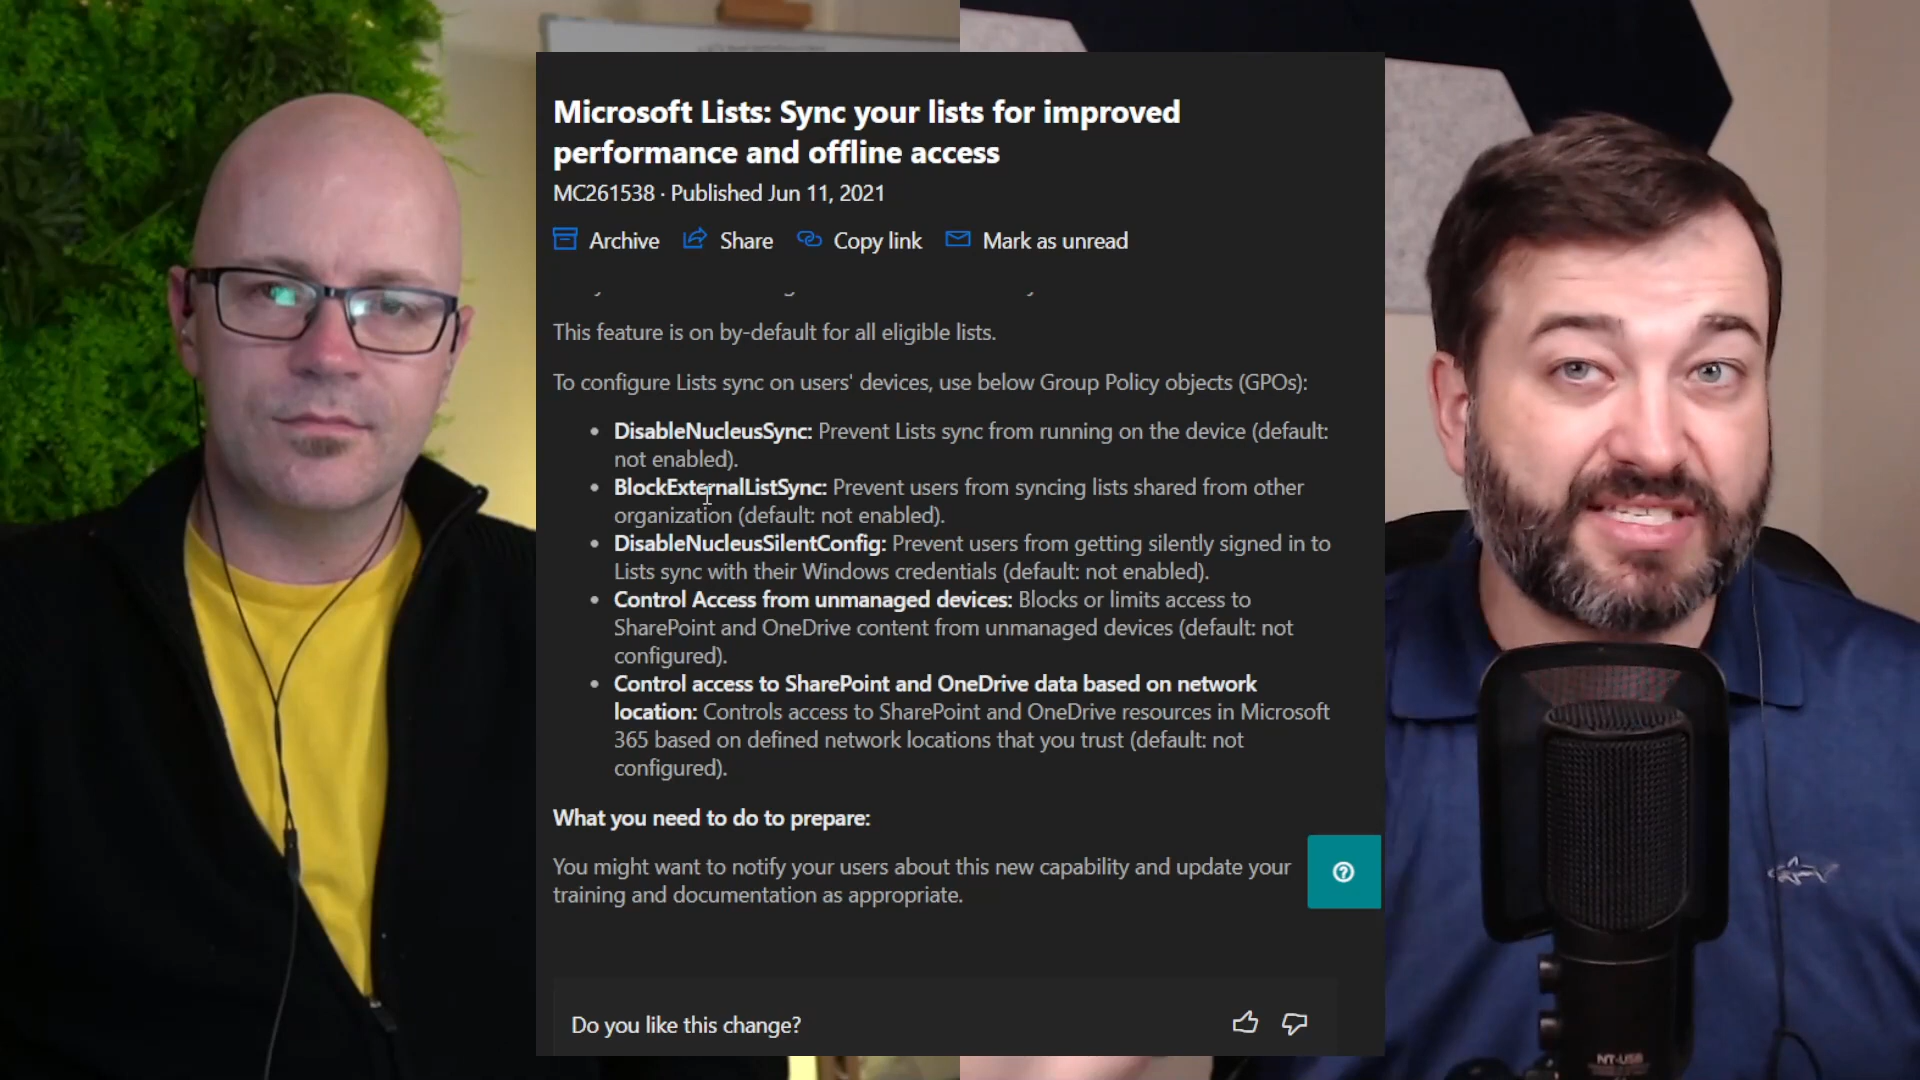 Microsoft Lists: Sync your lists for improved
performance and offline access
MC261538 · Published Jun 11, 2021
Archive Share Copy link Mark as unread
This feature is on by-default for all eligible lists.
To configure Lists sync on users' devices, use below Group Policy objects (GPOs):
• DisableNucleusSync: Prevent Lists sync from running on the device (default:
not enabled).
• BlockExternalListSync: Prevent users from syncing lists shared from other
organization (default: not enabled).
• DisableNucleusSilentConfig: Prevent users from getting silently signed in to
Lists sync with their Windows credentials (default: not enabled).
• Control Access from unmanaged devices: Blocks or limits access to
SharePoint and OneDrive content from unmanaged devices (default: not
configured).
• Control access to SharePoint and OneDrive data based on network
location: Controls access to SharePoint and OneDrive resources in Microsoft
365 based on defined network locations that you trust (default: not
configured).
What you need to do to prepare:
You might want to notify your users about this new capability and update your
training and documentation as appropriate.
Do you like this change?
NT-USB